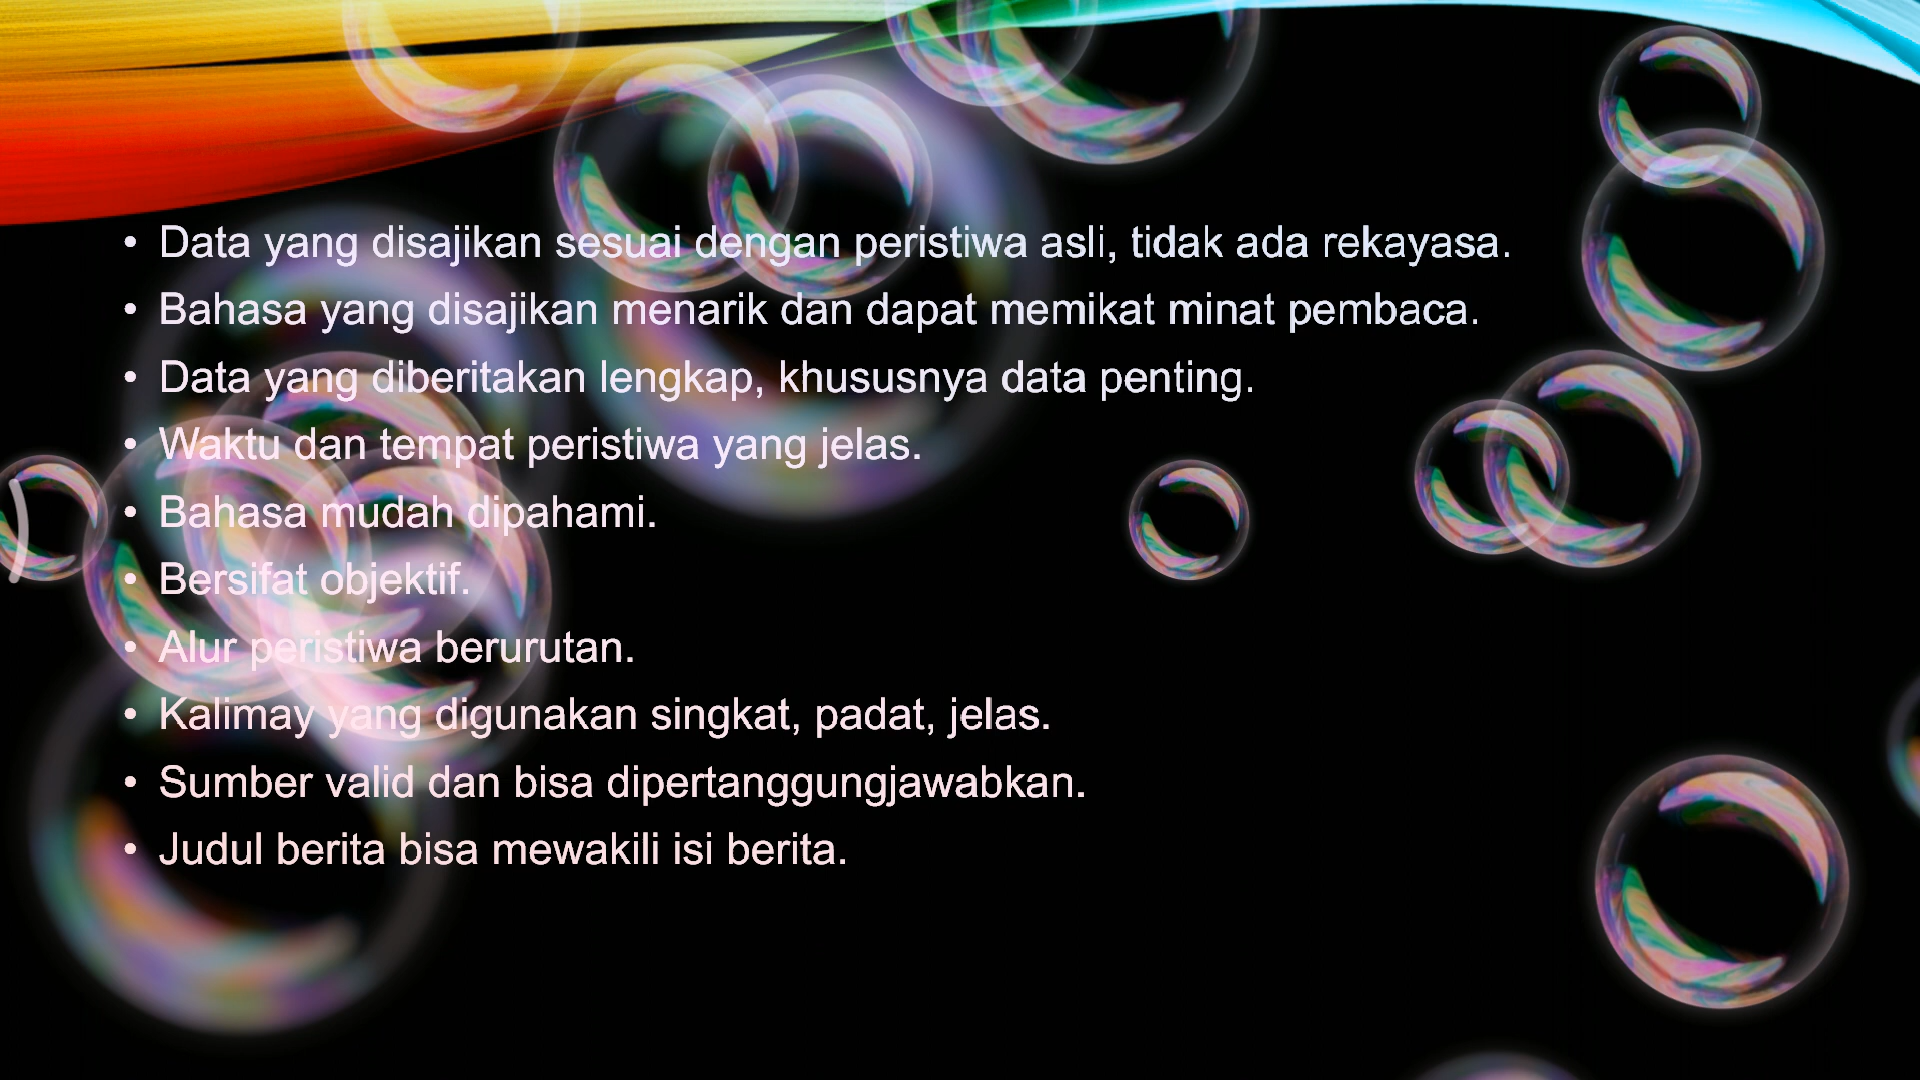 • Data yang disajikan sesuai dengan peristiwa asli, tidak ada rekayasa.
• Bahasa yang disajikan menarik dan dapat memikat minat pembaca.
• Data yang diberitakan lengkap, khususnya data penting.
• Waktu dan tempat peristiwa yang jelas.
• Bahasa mudah dipahami.
• Bersifat objektif.
• Alur peristiwa berurutan.
• Kalimay yang digunakan singkat, padat, jelas.
• Sumber valid dan bisa dipertanggungjawabkan.
• Judul berita bisa mewakili isi berita.